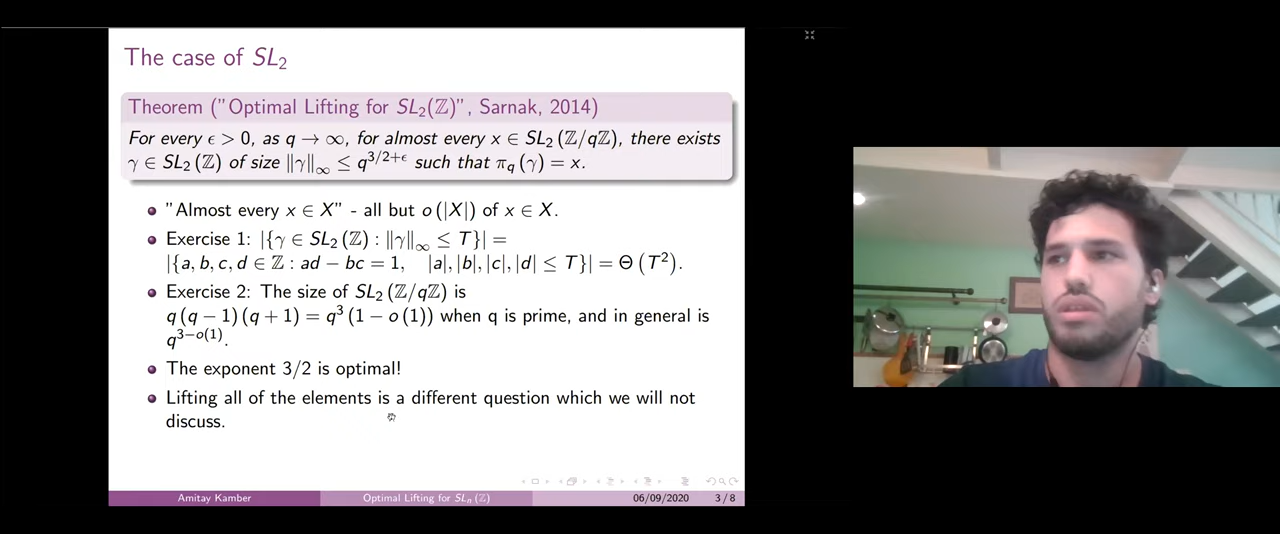 The case of SL₂
Theorem ("Optimal Lifting for SL₂(ℤ)", Sarnak, 2014)
For every ϵ > 0, as q → ∞, for almost every x ∈ SL₂ (ℤ/qℤ), there exists
γ ∈ SL₂ (ℤ) of size ‖γ‖∞ ≤ q^{3/2+ϵ} such that π_q (γ) = x.
"Almost every x ∈ X" - all but o (|X|) of x ∈ X.
Exercise 1: |{γ ∈ SL₂ (ℤ) : ‖γ‖∞ ≤ T}| =
|{a, b, c, d ∈ ℤ : ad − bc = 1, |a|, |b|, |c|, |d| ≤ T}| = Θ (T²).
Exercise 2: The size of SL₂ (ℤ/qℤ) is
q (q − 1) (q + 1) = q³ (1 − o (1)) when q is prime, and in general is
q^{3−o(1)}.
The exponent 3/2 is optimal!
Lifting all of the elements is a different question which we will not
discuss.
Amitay Kamber Optimal Lifting for SLₙ (ℤ) 06/09/2020 3 / 8